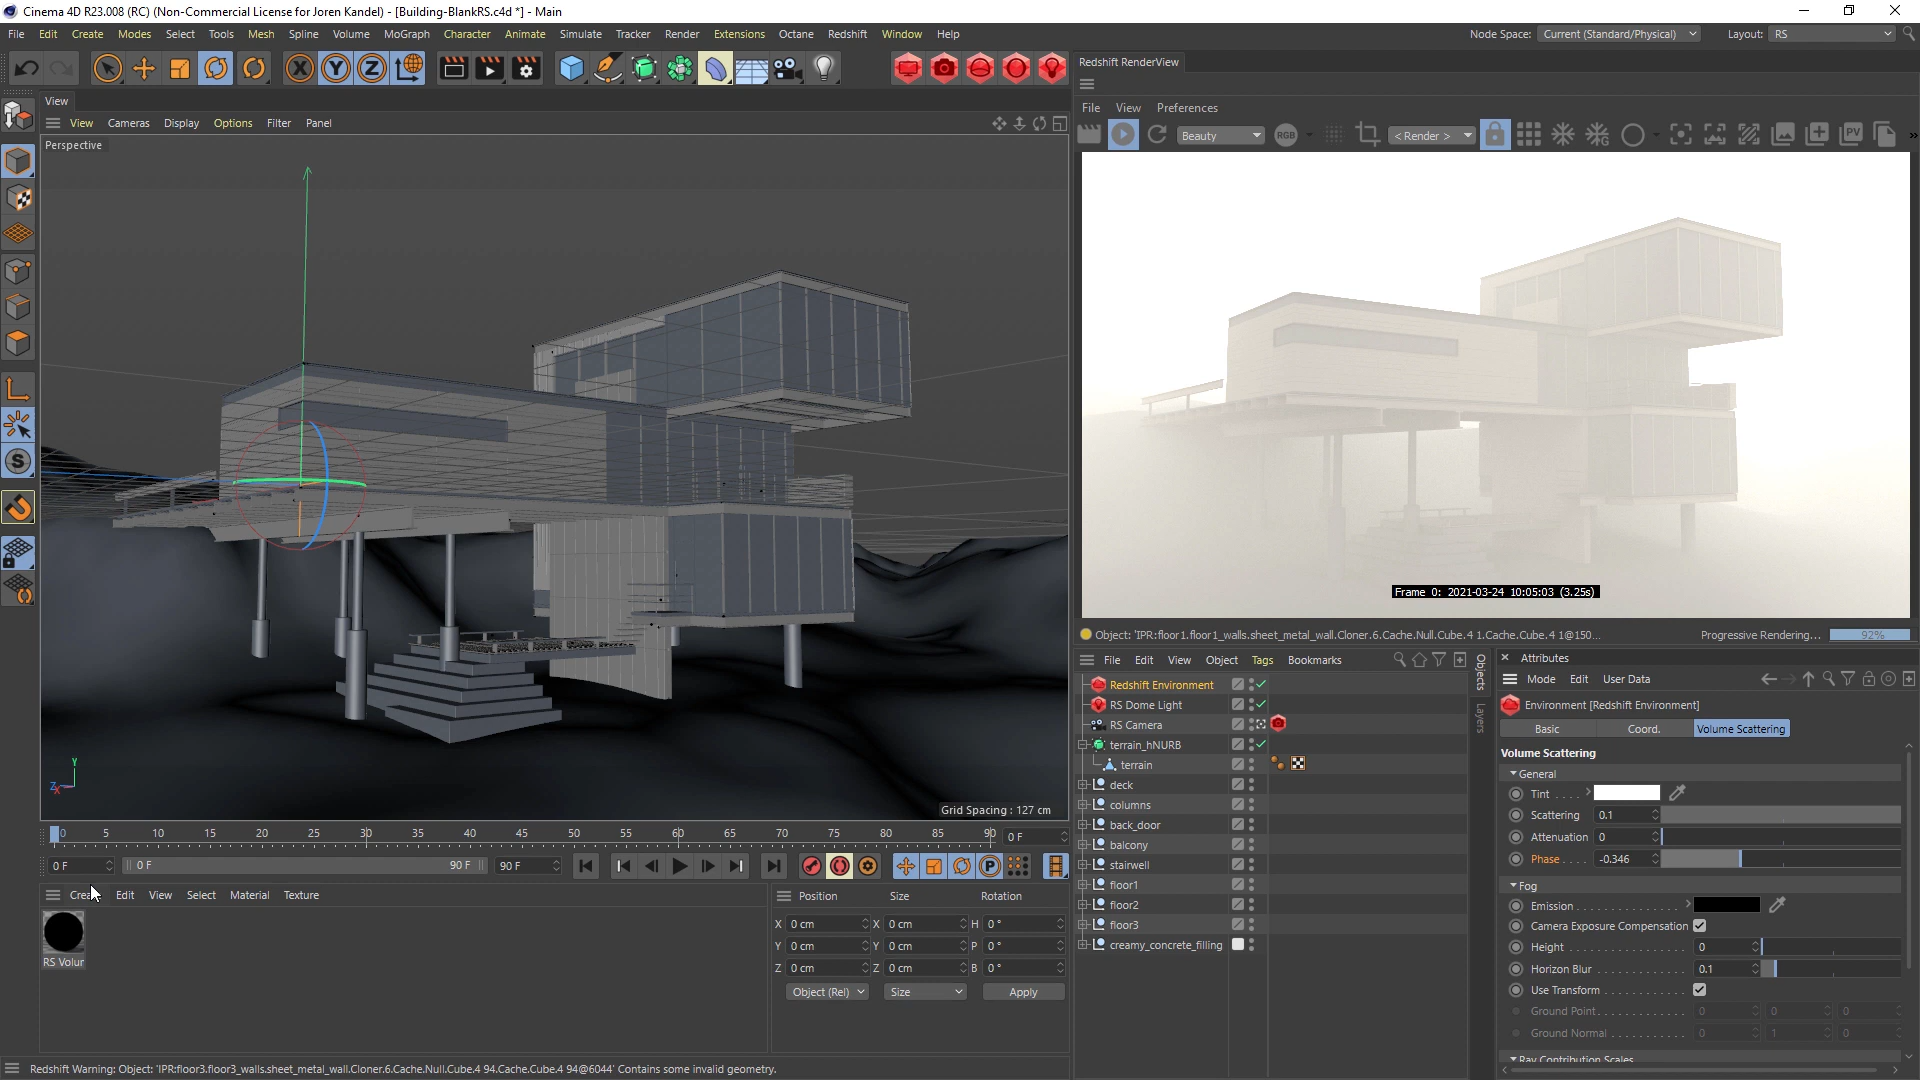 Cinema 4D R23.008 (RC) (Non-Commercial License for Joren Kandel) - [Building-BlankRS.c4d *] - Main
File Edit Create Modes Select Tools Mesh Spline Volume MoGraph Character Animate Simulate Tracker Render Extensions Octane Redshift Window Help
Node Space: Current (Standard/Physical) Layout: RS
Redshift RenderView
View
View Cameras Display Options Filter Panel
Perspective
File View Preferences
Beauty RGB < Render > PV
Y
Z X
Grid Spacing : 127 cm
Frame 0: 2021-03-24 10:05:03 (3.25s)
Object: 'IPR:floor1.floor1_walls.sheet_metal_wall.Cloner.6.Cache.Null.Cube.4 1.Cache.Cube.4 1@150... Progressive Rendering... 92%
0 5 10 15 20 25 30 35 40 45 50 55 60 65 70 75 80 85 90 0 F
0 F 0 F 90 F 90 F
Edit View Select Material Texture
RS Volur
Position Size Rotation
X 0 cm X 0 cm H 0 °
Y 0 cm Y 0 cm P 0 °
Z 0 cm Z 0 cm B 0 °
Object (Rel) Size Apply
File Edit View Object Tags Bookmarks
Objects
Layers
Redshift Environment
RS Dome Light
RS Camera
terrain_hNURB
terrain
deck
columns
back_door
balcony
stairwell
floor1
floor2
floor3
creamy_concrete_filling
Attributes
Mode Edit User Data
Environment [Redshift Environment]
Basic Coord. Volume Scattering
Volume Scattering
General
Tint
Scattering 0.1
Attenuation 0
Phase -0.346
Fog
Emission
Camera Exposure Compensation
Height 0
Horizon Blur 0.1
Use Transform
Ground Point 0 0 0
Ground Normal 0 1 0
Ray Contribution Scales
Redshift Warning: Object: 'IPR:floor3.floor3_walls.sheet_metal_wall.Cloner.6.Cache.Null.Cube.4 94.Cache.Cube.4 94@6044' Contains some invalid geometry.